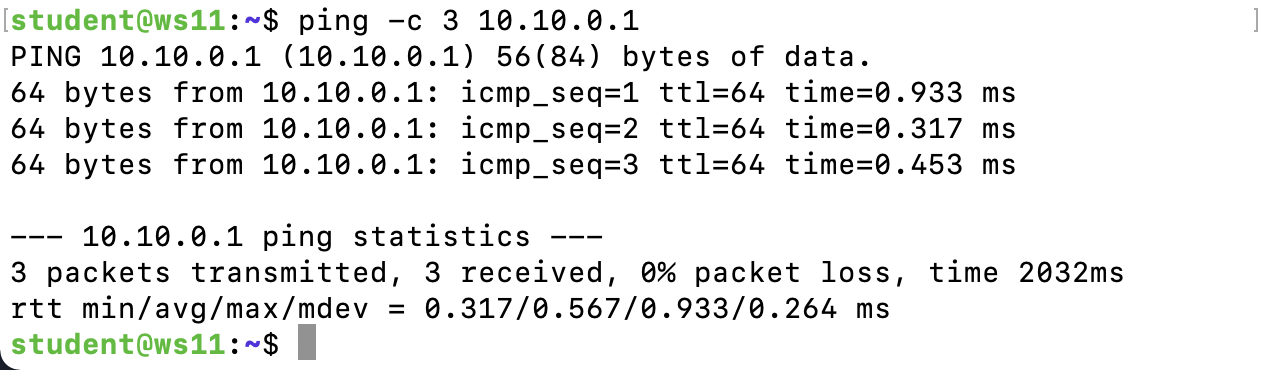 [student@ws11:~$ ping -c 3 10.10.0.1 ]
PING 10.10.0.1 (10.10.0.1) 56(84) bytes of data.
64 bytes from 10.10.0.1: icmp_seq=1 ttl=64 time=0.933 ms
64 bytes from 10.10.0.1: icmp_seq=2 ttl=64 time=0.317 ms
64 bytes from 10.10.0.1: icmp_seq=3 ttl=64 time=0.453 ms

--- 10.10.0.1 ping statistics ---
3 packets transmitted, 3 received, 0% packet loss, time 2032ms
rtt min/avg/max/mdev = 0.317/0.567/0.933/0.264 ms
student@ws11:~$